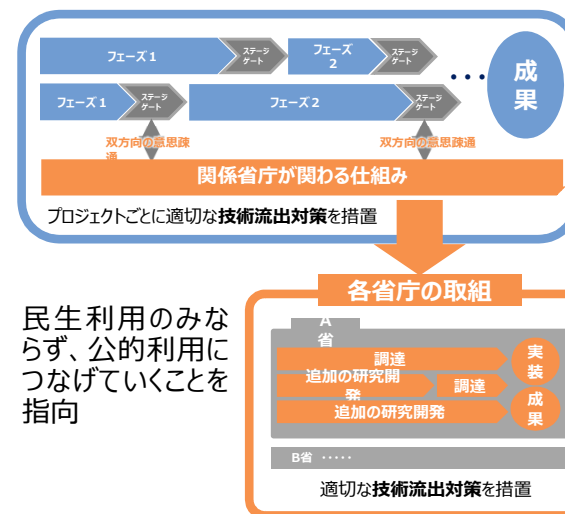 フェーズ１
ステージ
ゲート
フェーズ
2
ステージ
ゲート
・・・
成
果
フェーズ１
ステージ
ゲート
フェーズ２
ステージ
ゲート
双方向の意思疎
通
双方向の意思疎通
関係省庁が関わる仕組み
プロジェクトごとに適切な技術流出対策を措置
民生利用のみな
らず、公的利用に
つなげていくことを
指向
各省庁の取組
A
省
調達
追加の研究開
発
調達
追加の研究開発
実
装
成
果
B省 ‥‥‥
適切な技術流出対策を措置